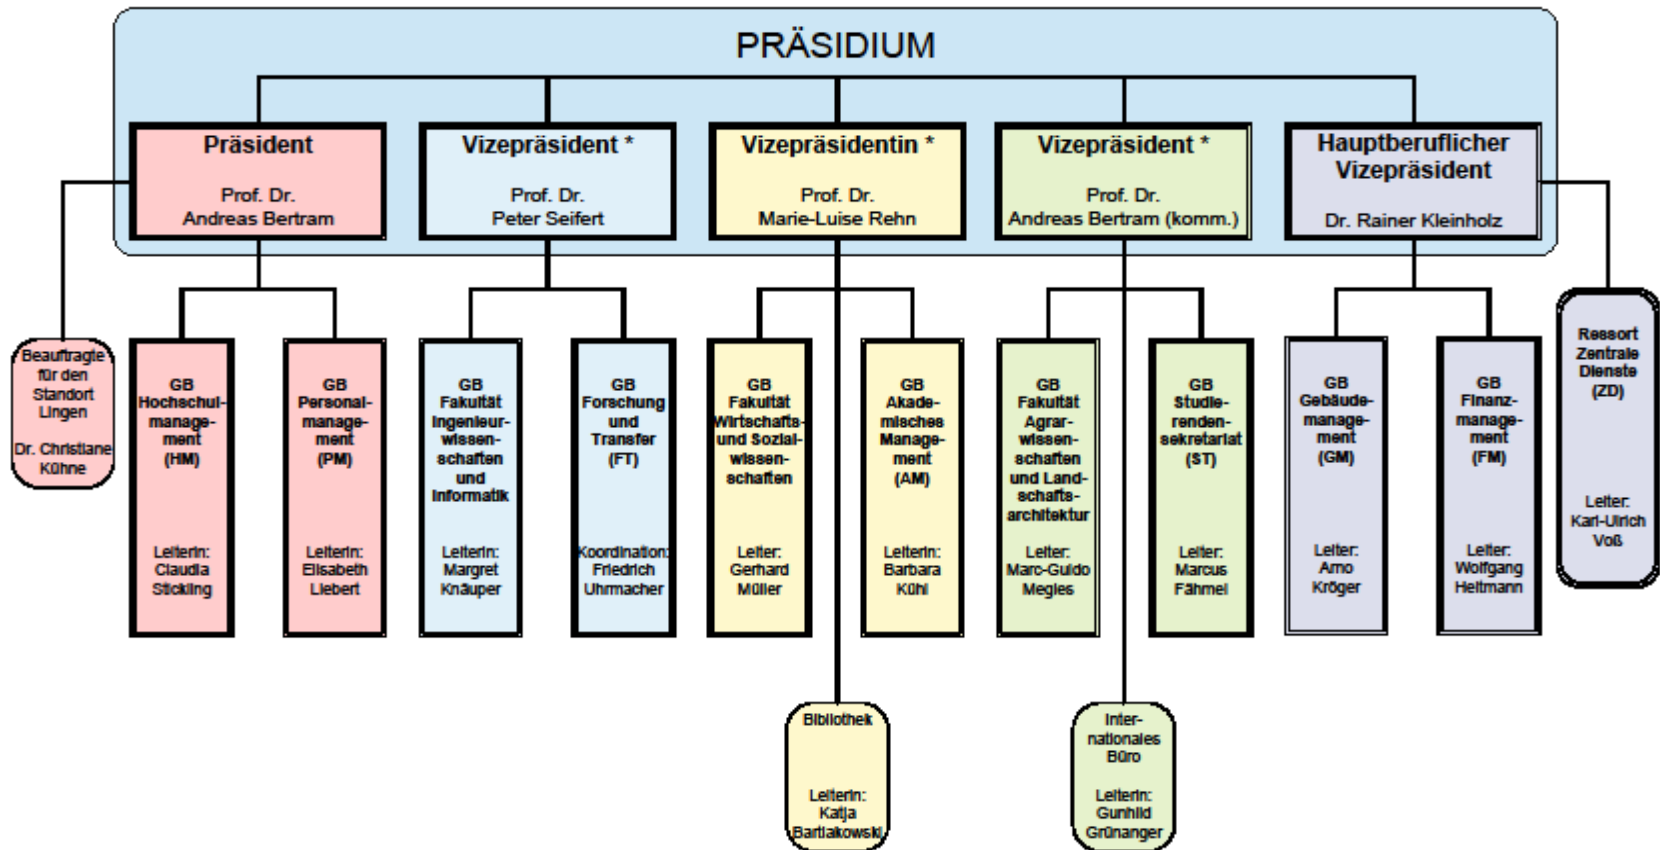 PRÄSIDIUM
Präsident
Prof. Dr.
Andreas Bertram
Vizepräsident *
Prof. Dr.
Peter Seifert
Vizepräsidentin *
Prof. Dr.
Marie-Luise Rehn
Vizepräsident *
Prof. Dr.
Andreas Bertram (komm.)
Hauptberuflicher
Vizepräsident
Dr. Rainer Kleinholz
Beauftragte
für den
Standort
Lingen
Dr. Christiane
Kühne
GB
Hochschul-
manage-
ment
(HM)
Leiterin:
Claudia
Stickling
GB
Personal-
manage-
ment
(PM)
Leiterin:
Elisabeth
Liebert
GB
Fakultät
Ingenieur-
wissen-
schaften
und
Informatik
Leiterin:
Margret
Knäuper
GB
Forschung
und
Transfer
(FT)
Koordination:
Friedrich
Uhrmacher
GB
Fakultät
Wirtschafts-
und Sozial-
wissen-
schaften
Leiter:
Gerhard
Müller
GB
Akade-
misches
Manage-
ment
(AM)
Leiterin:
Barbara
Kühl
GB
Fakultät
Agrar-
wissen-
schaften
und Land-
schafts-
architektur
Leiter:
Marc-Guido
Megies
GB
Studie-
renden-
sekretariat
(ST)
Leiter:
Marcus
Fähmel
GB
Gebäude-
manage-
ment
(GM)
Leiter:
Arno
Kröger
GB
Finanz-
manage-
ment
(FM)
Leiter:
Wolfgang
Heitmann
Ressort
Zentrale
Dienste
(ZD)
Leiter:
Karl-Ulrich
Voß
Bibliothek
Leiterin:
Katja
Bartlakowski
Inter-
nationales
Büro
Leiterin:
Gunhild
Grünanger